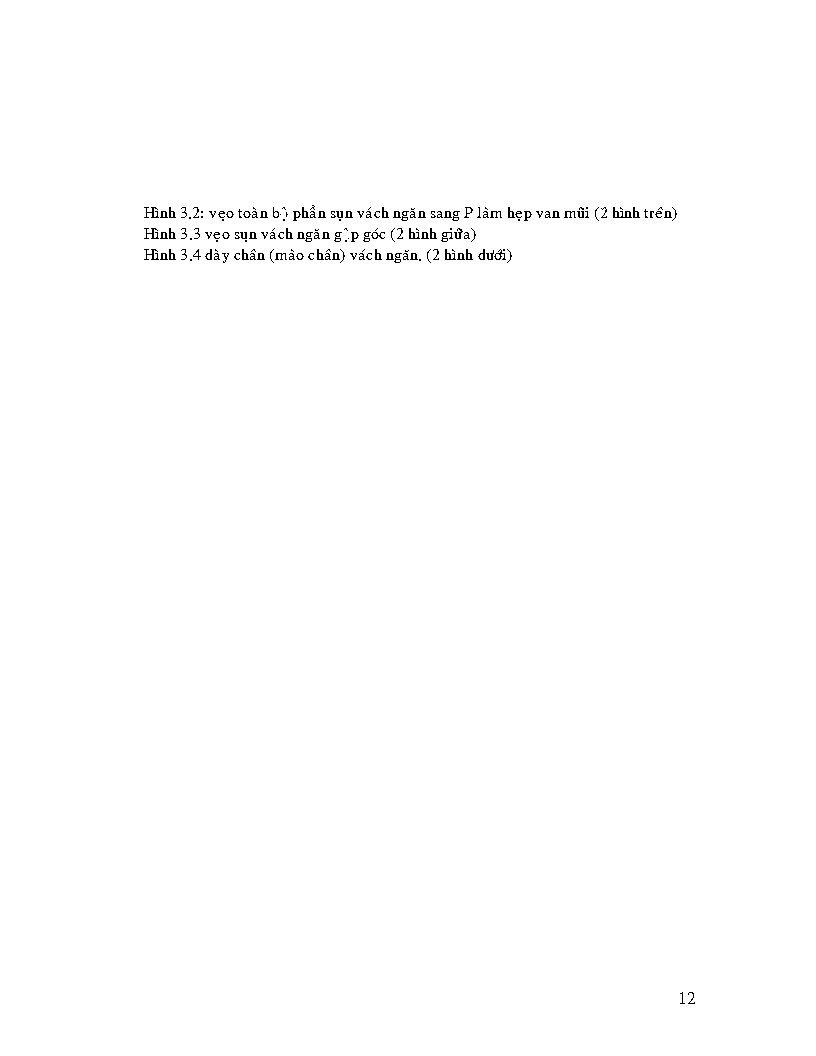 Hình 3.2: vẹo toàn bộ phần sụn vách ngăn sang P làm hẹp van mũi (2 hình trên)
Hình 3.3 vẹo sụn vách ngăn gập góc (2 hình giữa)
Hình 3.4 dày chân (mào chân) vách ngăn. (2 hình dưới)
12